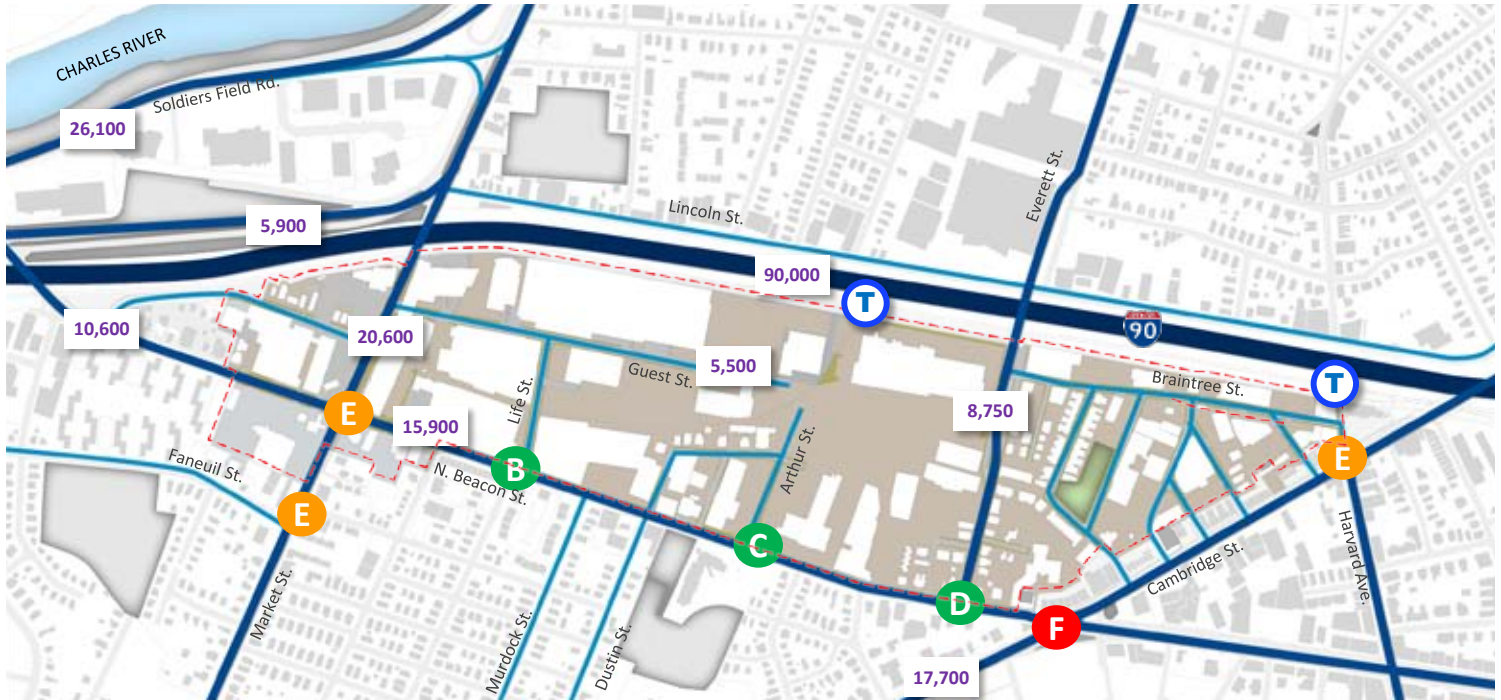 CHARLES RIVER
Soldiers Field Rd.
26,100
Everett St.
Lincoln St.
5,900
90,000
T
90
10,600
20,600
5,500
Guest St.
Braintree St.
T
Life St.
8,750
E
15,900
Arthur St.
E
Faneuil St.
B
N. Beacon St.
E
C
Harvard Ave.
Cambridge St.
Market St.
D
F
Murdock St.
Dustin St.
17,700